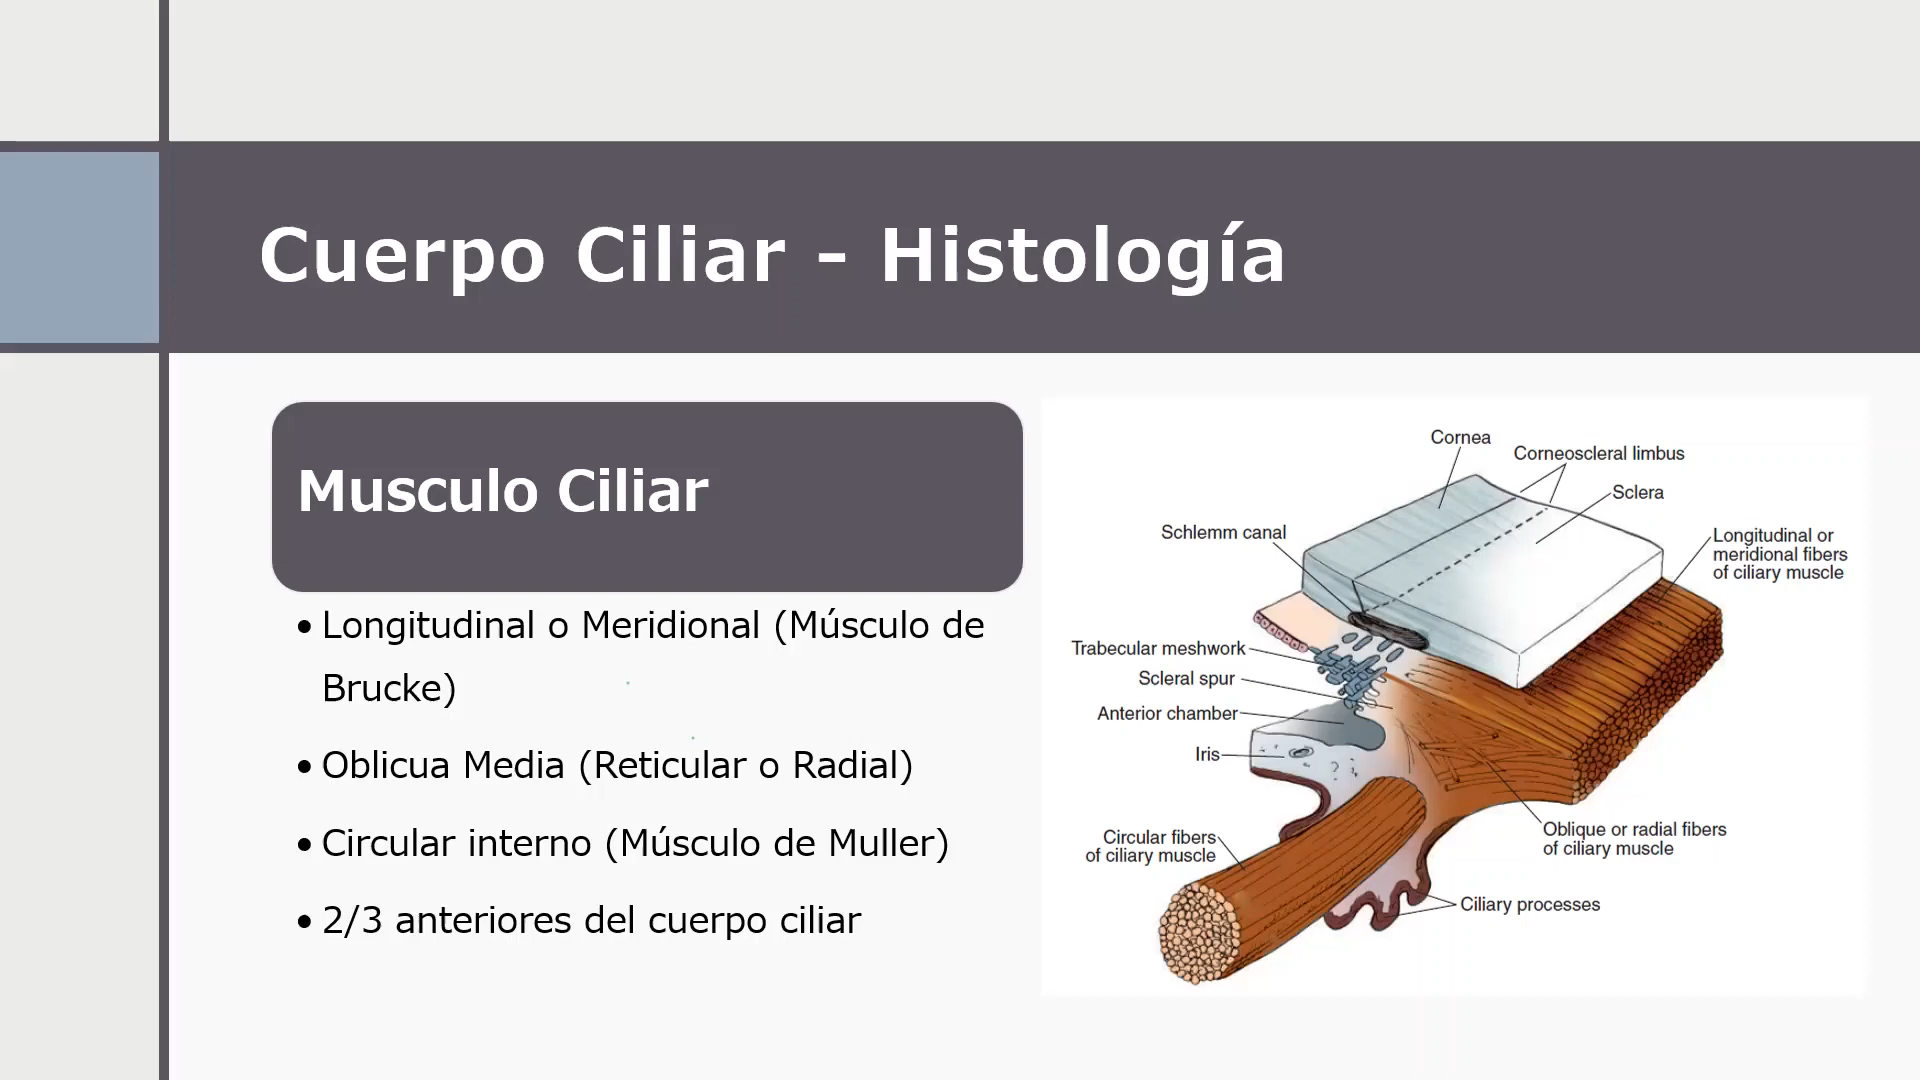 Cuerpo Ciliar - Histología
Musculo Ciliar
• Longitudinal o Meridional (Músculo de
Brucke)
• Oblicua Media (Reticular o Radial)
• Circular interno (Músculo de Muller)
• 2/3 anteriores del cuerpo ciliar
Cornea
Corneoscleral limbus
Sclera
Schlemm canal
Longitudinal or
meridional fibers
of ciliary muscle
Trabecular meshwork
Scleral spur
Anterior chamber
Iris
Circular fibers
of ciliary muscle
Oblique or radial fibers
of ciliary muscle
Ciliary processes